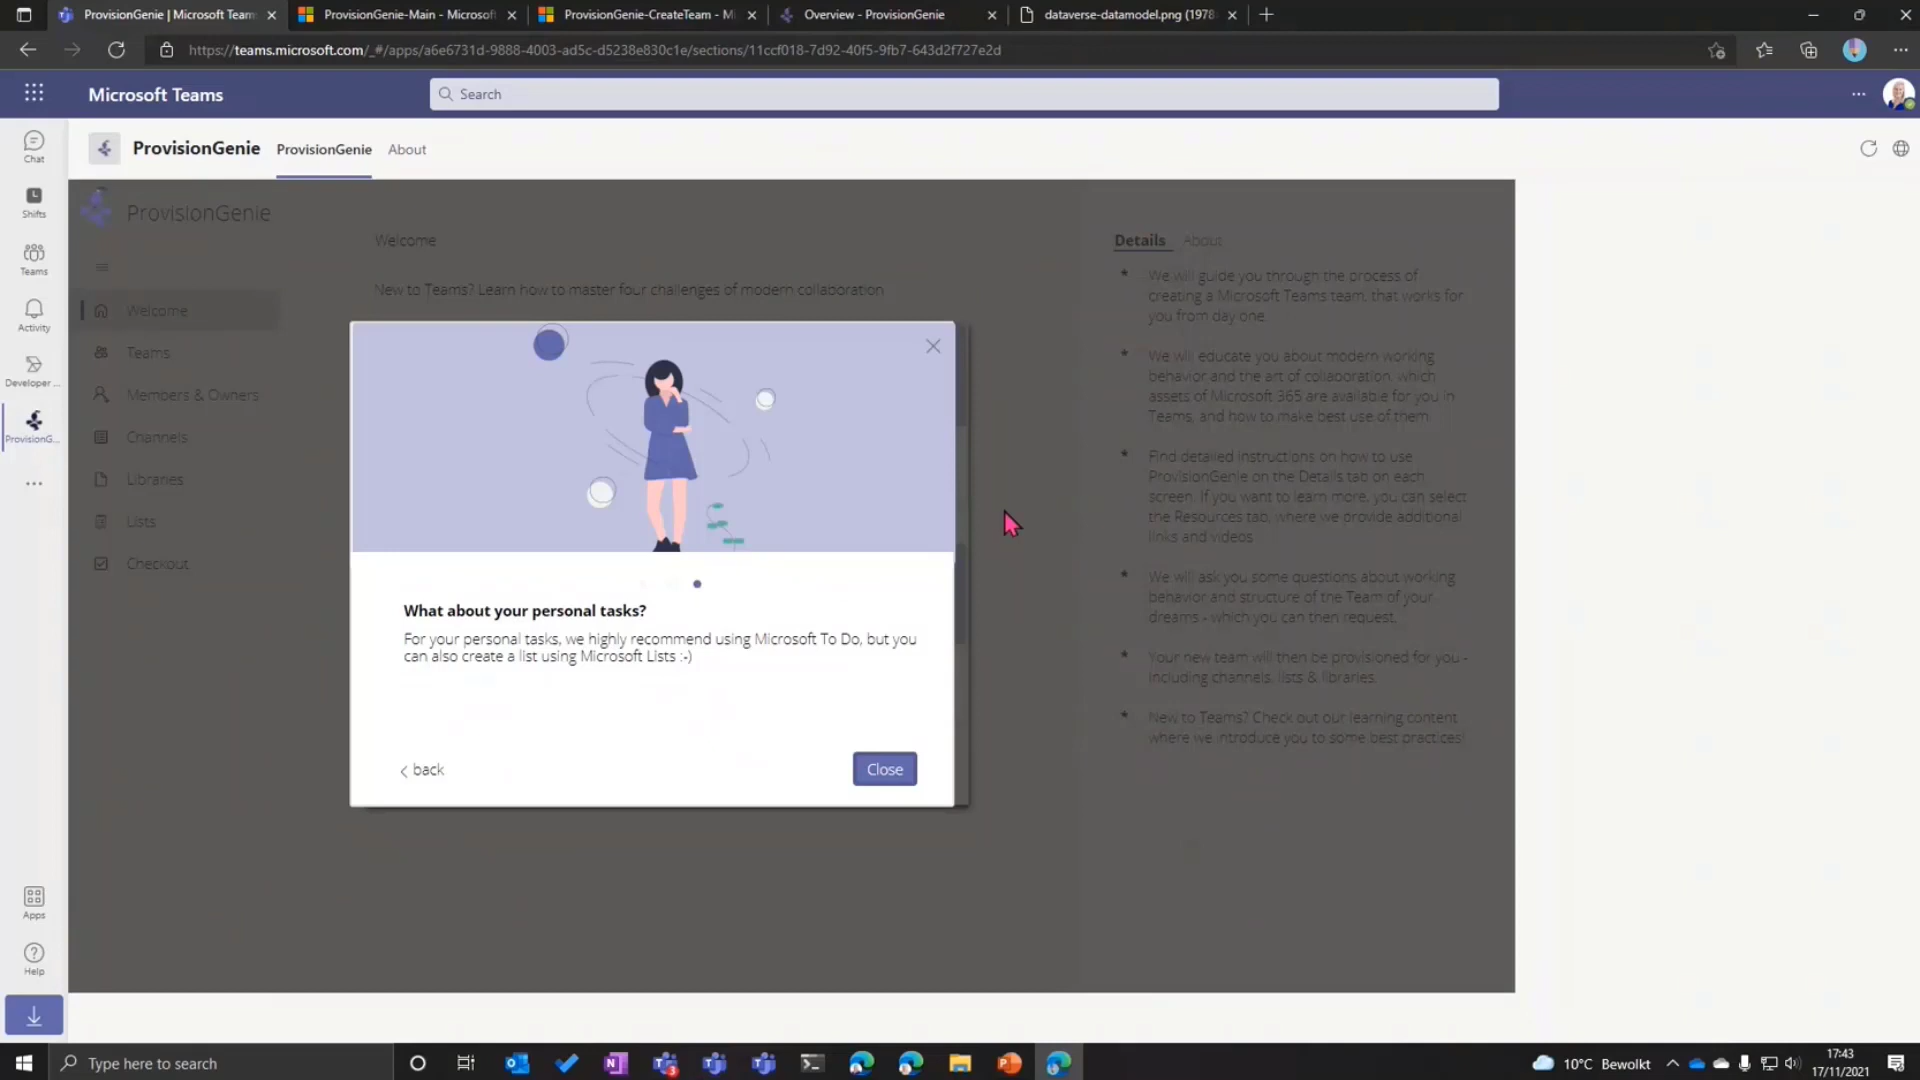 ProvisionGenie | Microsoft Team
ProvisionGenie-Main - Microsoft
ProvisionGenie-CreateTeam - M
Overview - ProvisionGenie
dataverse-datamodel.png (1978
https://teams.microsoft.com/_#/apps/a6e6731d-9888-4003-ad5c-d5238e830c1e/sections/11ccf018-7d92-40f5-9fb7-643d2f727e2d
Microsoft Teams
Search
Chat
Shifts
Teams
Activity
Developer ...
ProvisionG...
Apps
Help
ProvisionGenie
ProvisionGenie
About
ProvisionGenie
Welcome
Teams
Members & Owners
Channels
Libraries
Lists
Checkout
Welcome
New to Teams? Learn how to master four challenges of modern collaboration
What about your personal tasks?
For your personal tasks, we highly recommend using Microsoft To Do, but you
can also create a list using Microsoft Lists :-)
back
Close
Details
About
* We will guide you through the process of
creating a Microsoft Teams team, that works for
you from day one.
* We will educate you about modern working
behavior and the art of collaboration, which
assets of Microsoft 365 are available for you in
Teams, and how to make best use of them.
* Find detailed instructions on how to use
ProvisionGenie on the Details tab on each
screen. If you want to learn more, you can select
the Resources tab, where we provide additional
links and videos
* We will ask you some questions about working
behavior and structure of the Team of your
dreams - which you can then request.
* Your new team will then be provisioned for you -
including channels, lists & libraries.
* New to Teams? Check out our learning content
where we introduce you to some best practices!
Type here to search
10°C Bewolkt
17:43
17/11/2021